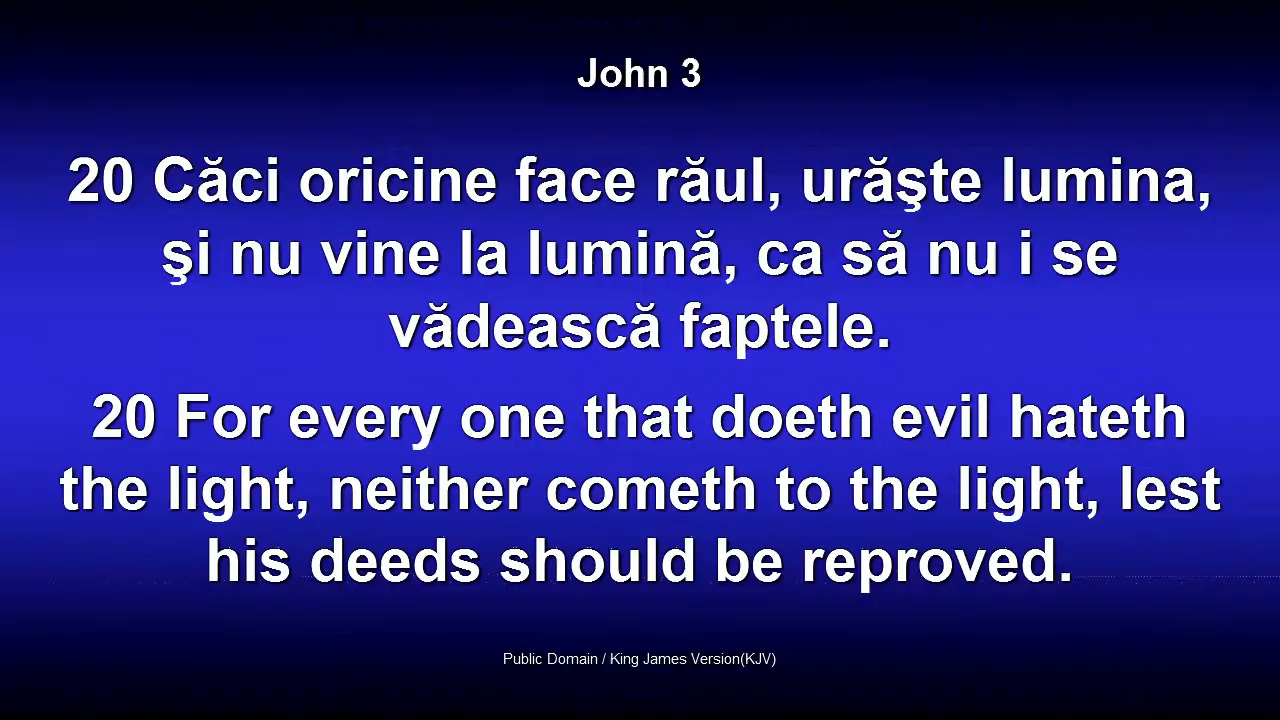 John 3
20 Căci oricine face răul, urăşte lumina,
şi nu vine la lumină, ca să nu i se
vădească faptele.
20 For every one that doeth evil hateth
the light, neither cometh to the light, lest
his deeds should be reproved.
Public Domain / King James Version(KJV)